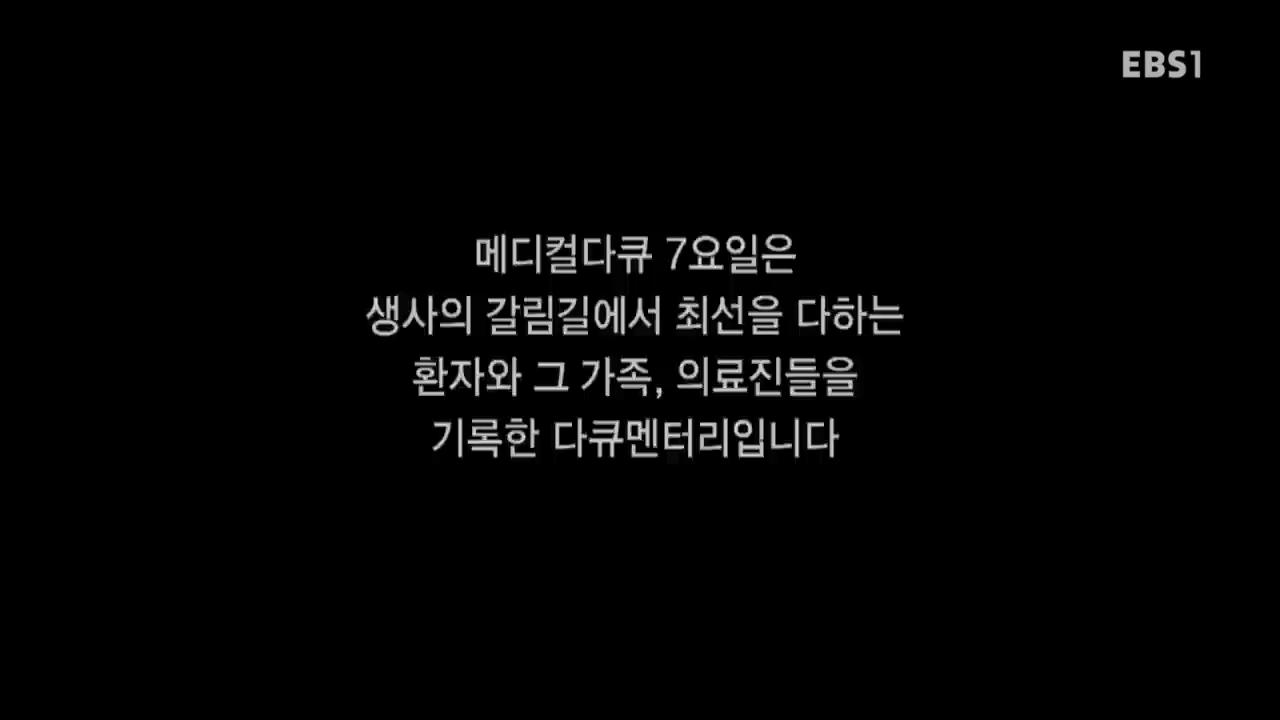 EBS1
메디컬다큐 7요일은
생사의 갈림길에서 최선을 다하는
환자와 그 가족, 의료진들을
기록한 다큐멘터리입니다